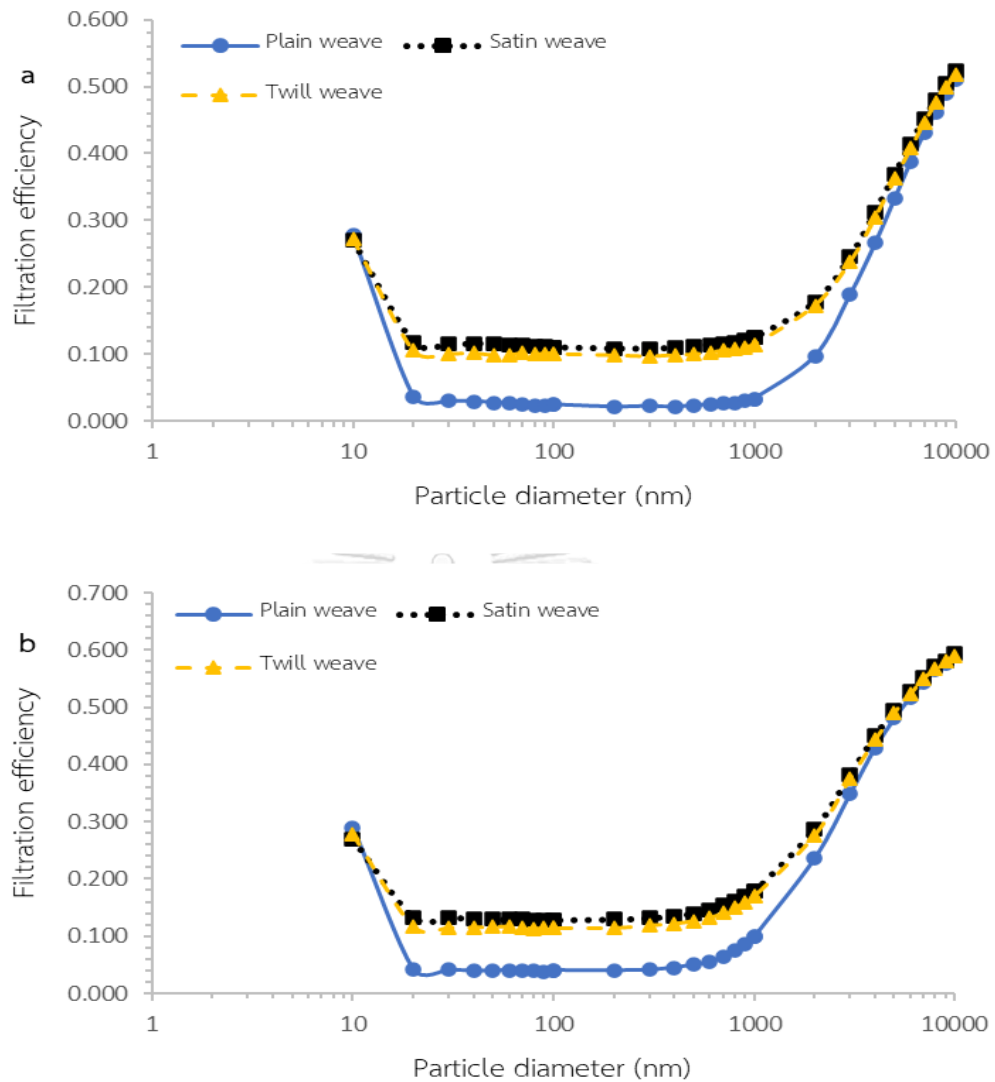 0.600
Plain weave Satin weave
a
0.500
Twill weave
0.400
0.300
0.200
0.100
0.000
Filtration efficiency
1 10 100 1000 10000
Particle diameter (nm)
0.700
Plain weave Satin weave
b
0.600
Twill weave
0.500
0.400
0.300
0.200
0.100
0.000
Filtration efficiency
1 10 100 1000 10000
Particle diameter (nm)